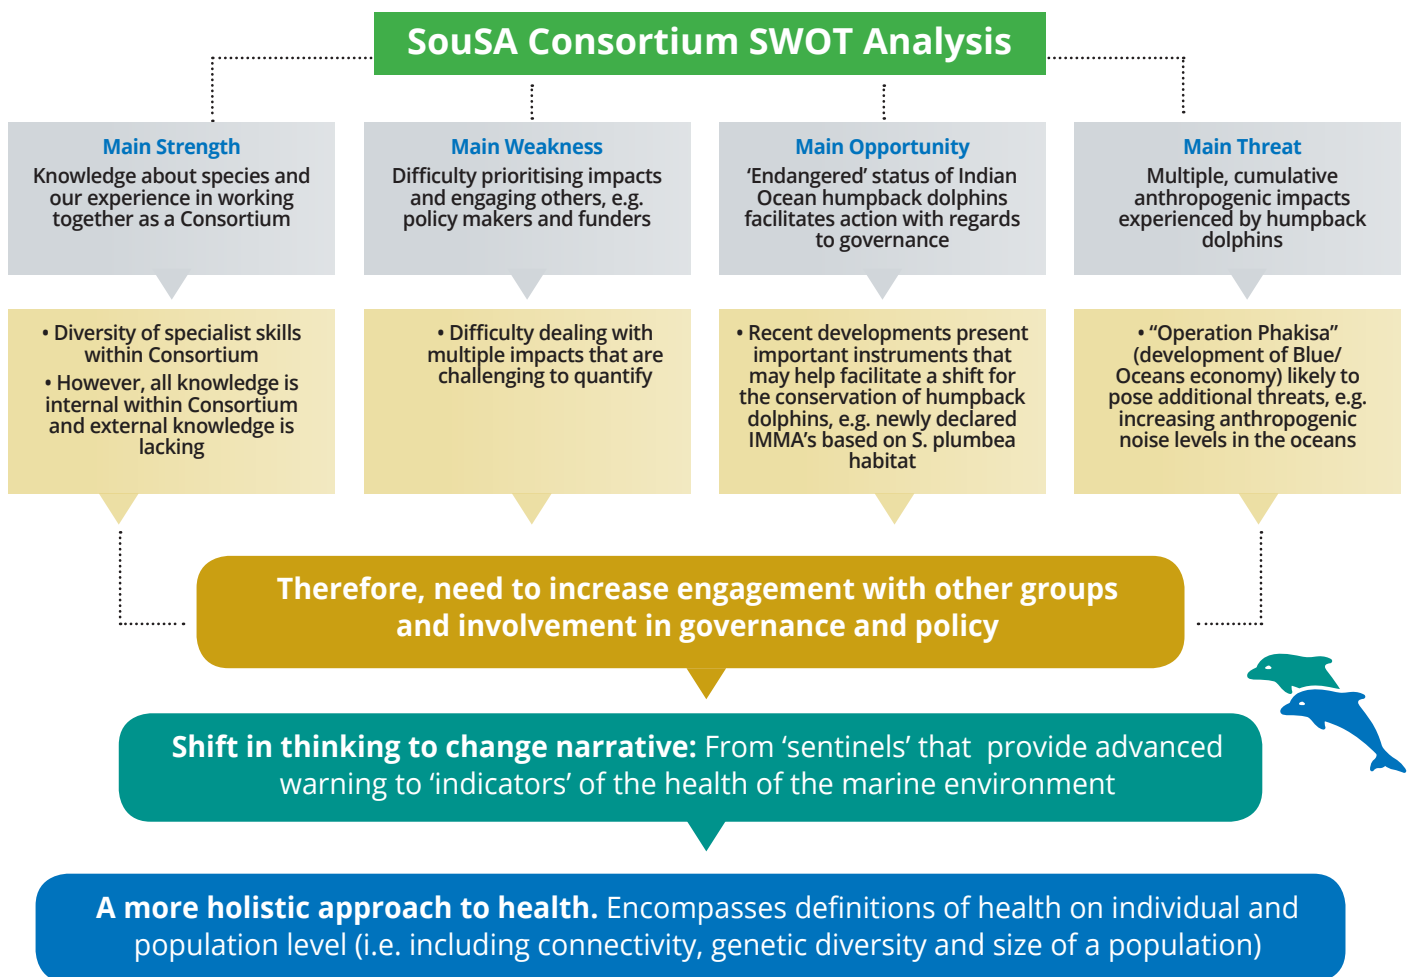 SouSA Consortium SWOT Analysis
Main Strength
Knowledge about species and
our experience in working
together as a Consortium
Main Weakness
Difficulty prioritising impacts
and engaging others, e.g.
policy makers and funders
Main Opportunity
‘Endangered’ status of Indian
Ocean humpback dolphins
facilitates action with regards
to governance
Main Threat
Multiple, cumulative
anthropogenic impacts
experienced by humpback
dolphins
• Diversity of specialist skills
within Consortium
• However, all knowledge is
internal within Consortium
and external knowledge is
lacking
• Difficulty dealing with
multiple impacts that are
challenging to quantify
• Recent developments present
important instruments that
may help facilitate a shift for
the conservation of humpback
dolphins, e.g. newly declared
IMMA’s based on S. plumbea
habitat
• “Operation Phakisa”
(development of Blue/
Oceans economy) likely to
pose additional threats, e.g.
increasing anthropogenic
noise levels in the oceans
Therefore, need to increase engagement with other groups
and involvement in governance and policy
Shift in thinking to change narrative: From ‘sentinels’ that provide advanced
warning to ‘indicators’ of the health of the marine environment
A more holistic approach to health. Encompasses definitions of health on individual and
population level (i.e. including connectivity, genetic diversity and size of a population)